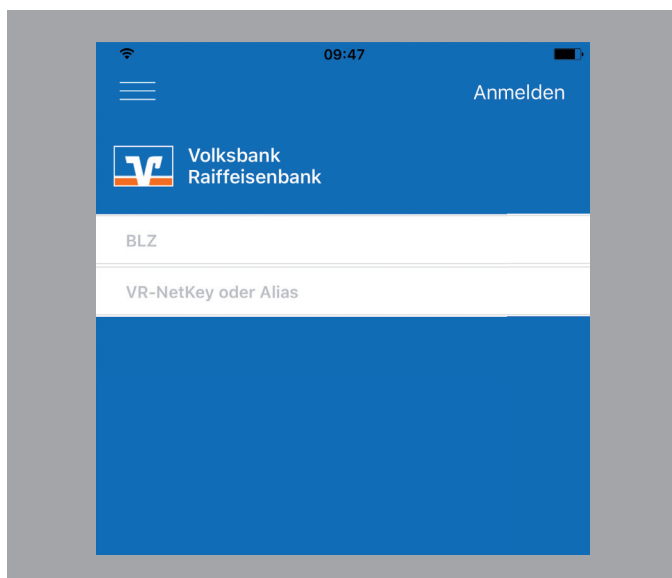 09:47
Anmelden
Volksbank
Raiffeisenbank
BLZ
VR-NetKey oder Alias